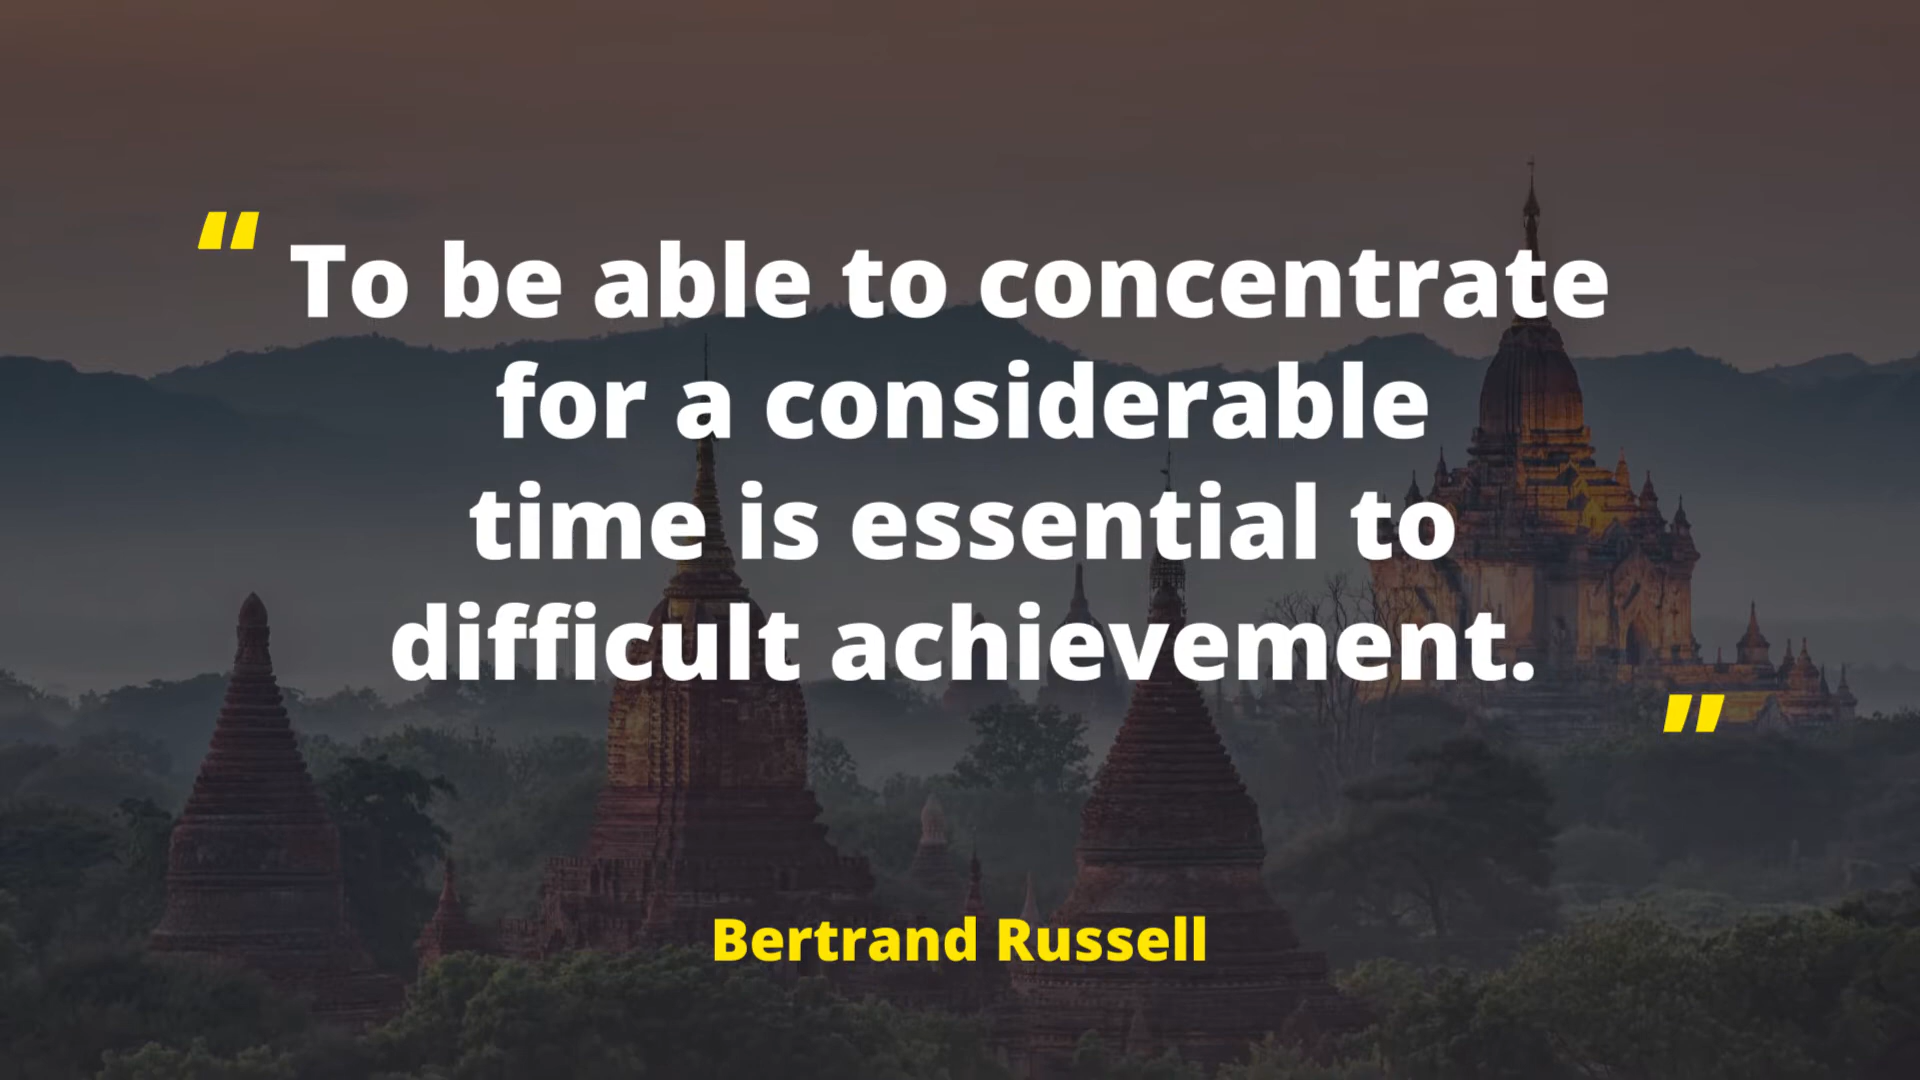 “ To be able to concentrate
for a considerable
time is essential to
difficult achievement. ”
Bertrand Russell